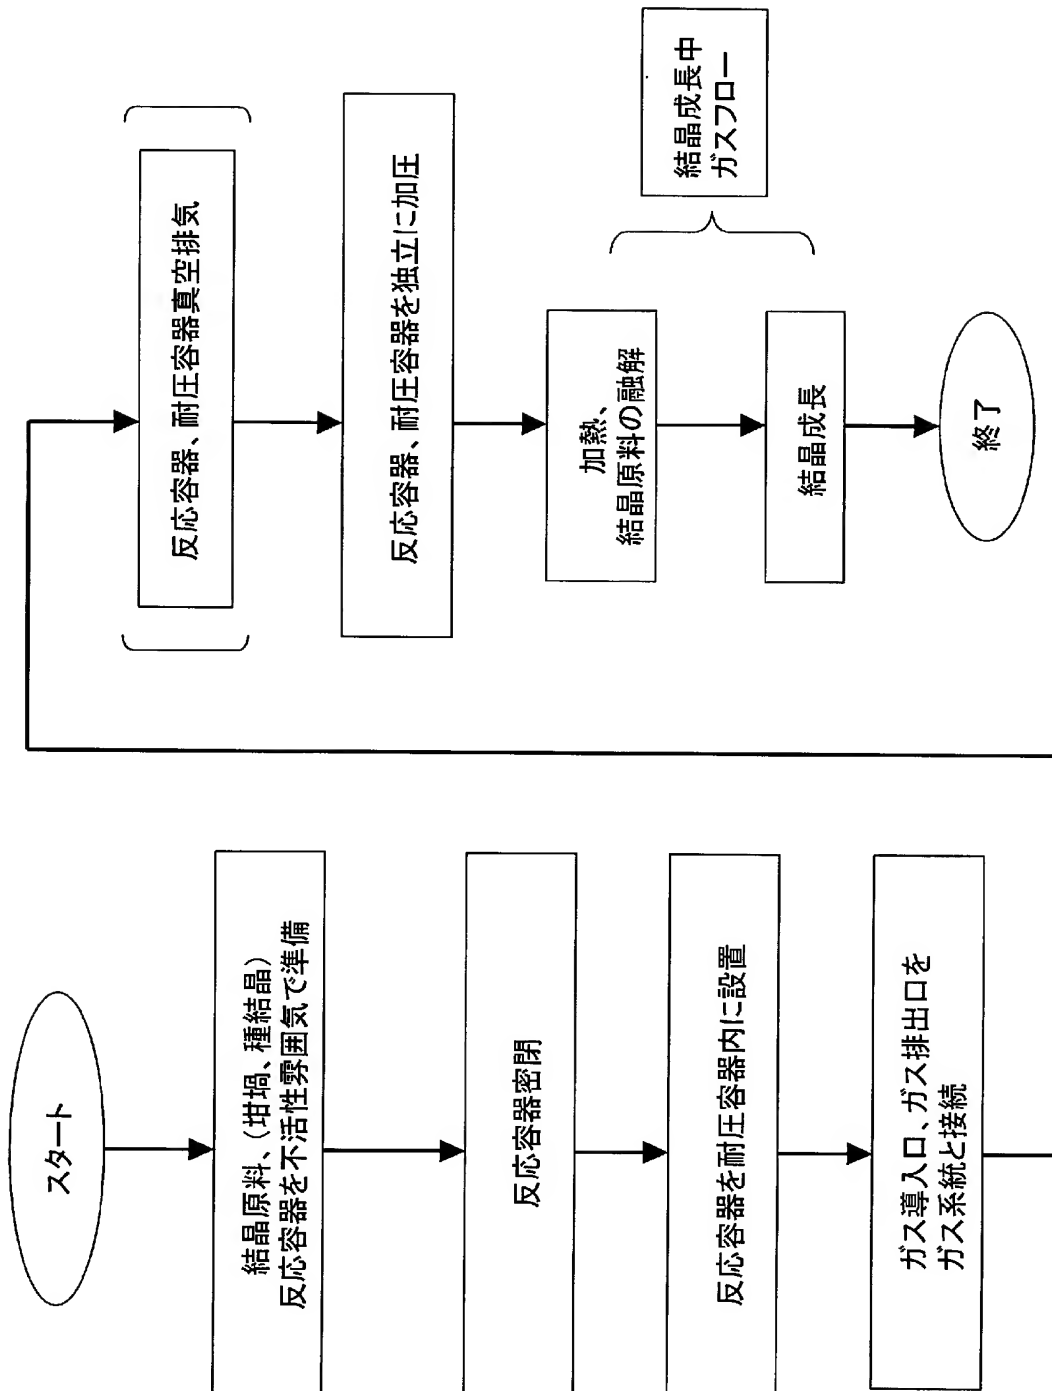 スタート
結晶原料、(坩堝、種結晶)
反応容器を不活性雰囲気で準備
反応容器密閉
反応容器を耐圧容器内に設置
ガス導入口、ガス排出口を
ガス系統と接続
反応容器、耐圧容器真空排気
反応容器、耐圧容器を独立に加圧
加熱、
結晶原料の融解
結晶成長
結晶成長中
ガスフロー
終了